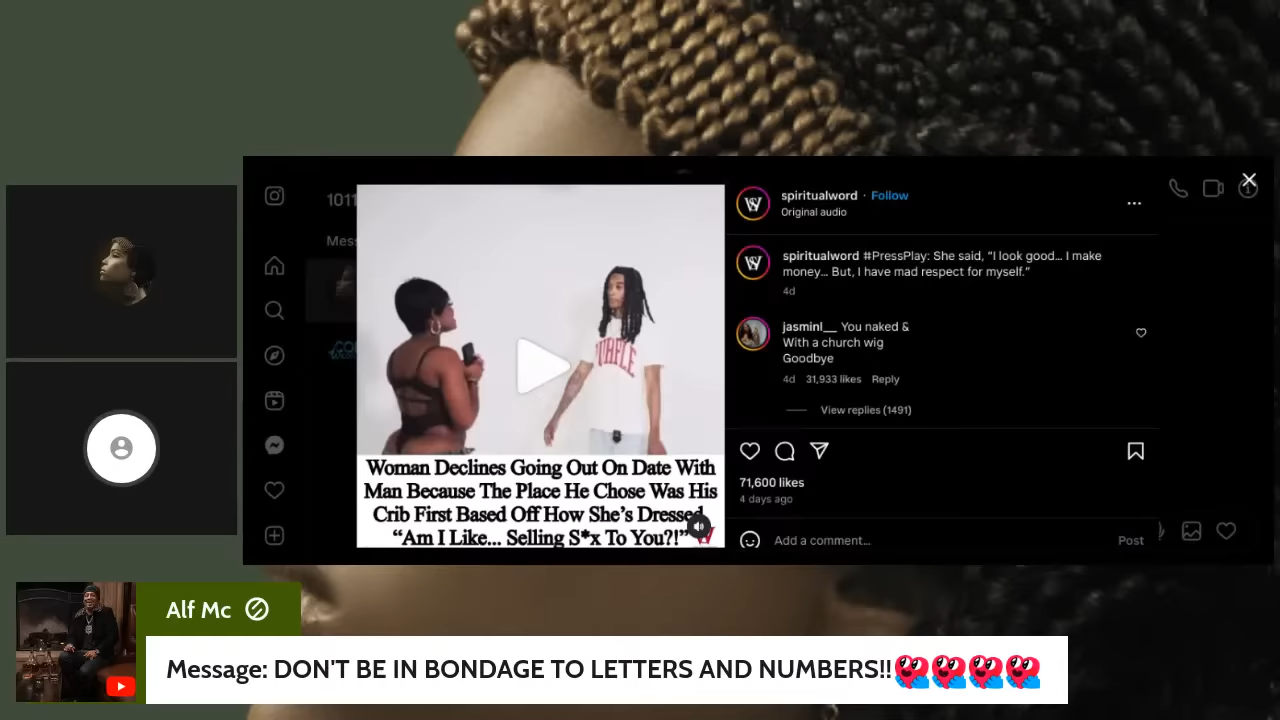 1011
Mess
spiritualword · Follow
Original audio
spiritualword #PressPlay: She said, “I look good… I make
money… But, I have mad respect for myself.”
4d
jasminl__ You naked &
With a church wig
Goodbye
4d 31,933 likes Reply
View replies (1491)
71,600 likes
4 days ago
Add a comment... Post
PURPLE
Woman Declines Going Out On Date With
Man Because The Place He Chose Was His
Crib First Based Off How She’s Dressed
“Am I Like... Selling S*x To You?!”
Alf Mc
Message: DON'T BE IN BONDAGE TO LETTERS AND NUMBERS!!